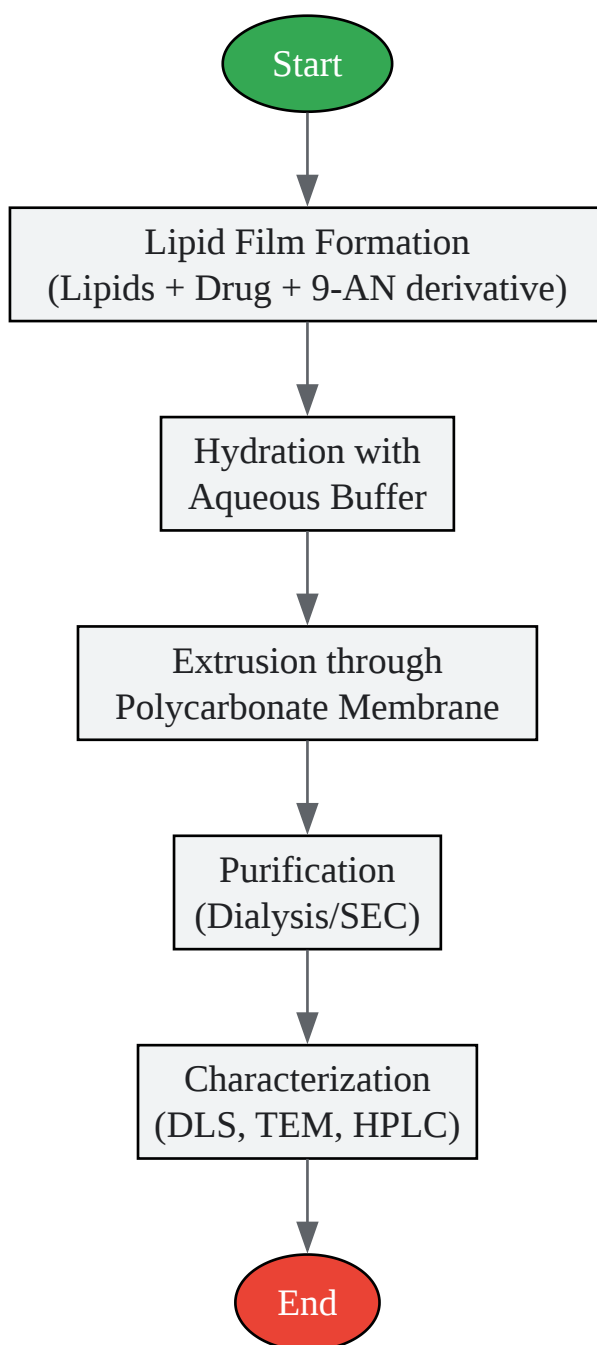 Start
Lipid Film Formation
(Lipids + Drug + 9-AN derivative)
Hydration with
Aqueous Buffer
Extrusion through
Polycarbonate Membrane
Purification
(Dialysis/SEC)
Characterization
(DLS, TEM, HPLC)
End